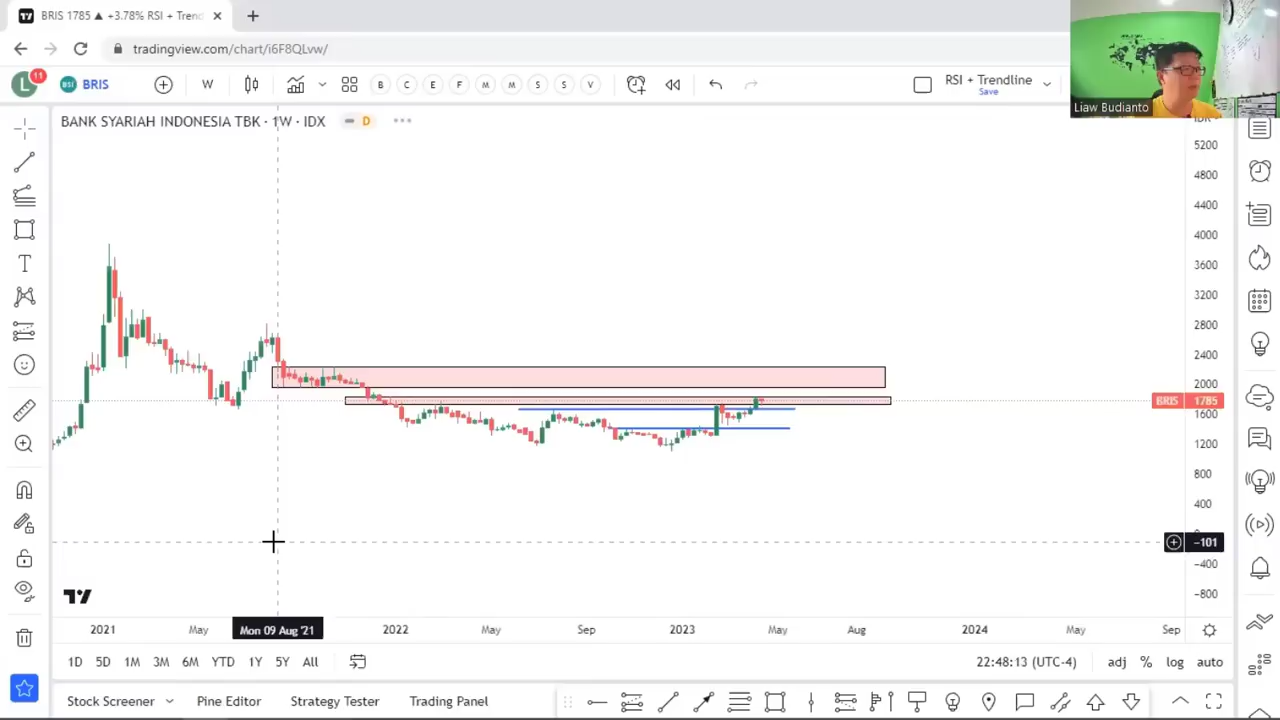 BRIS 1785 ▲ +3.78% RSI + Trend
tradingview.com/chart/i6F8QLvw/
L 11
BSI BRIS
W
B C E F M M S S V
RSI + Trendline
Save
Liaw Budianto
BANK SYARIAH INDONESIA TBK · 1W · IDX
D
5200
4800
4400
4000
3600
3200
2800
2400
2000
BRIS 1785
1600
1200
800
400
-101
-400
-800
2021
May
Mon 09 Aug '21
2022
May
Sep
2023
May
Aug
2024
May
Sep
1D 5D 1M 3M 6M YTD 1Y 5Y All
22:48:13 (UTC-4)
adj % log auto
Stock Screener
Pine Editor
Strategy Tester
Trading Panel